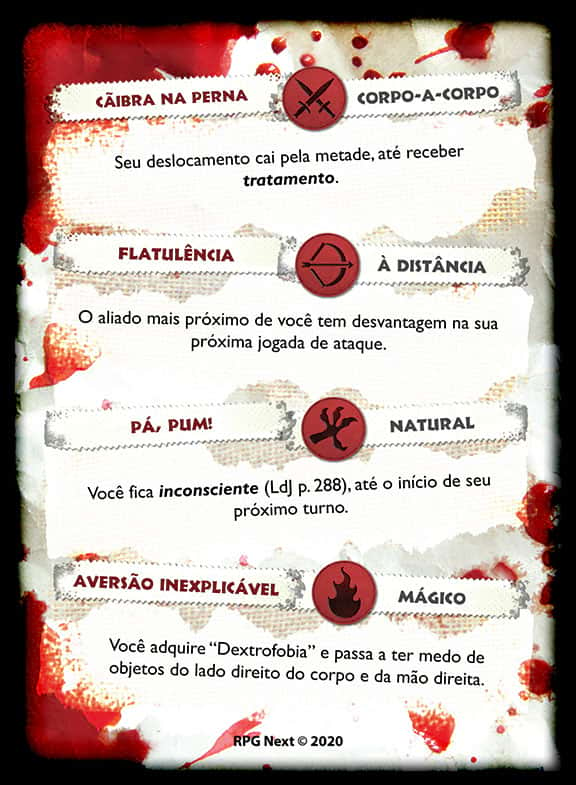 CÃIBRA NA PERNA CORPO-A-CORPO
Seu deslocamento cai pela metade, até receber
tratamento.
FLATULÊNCIA À DISTÂNCIA
O aliado mais próximo de você tem desvantagem na sua
próxima jogada de ataque.
PÁ, PUM! NATURAL
Você fica inconsciente (LdJ p. 288), até o início de seu
próximo turno.
AVERSÃO INEXPLICÁVEL MÁGICO
Você adquire “Dextrofobia” e passa a ter medo de
objetos do lado direito do corpo e da mão direita.
RPG Next © 2020